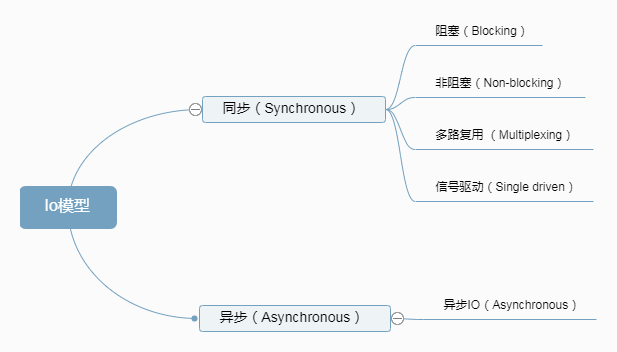 Io模型
同步（Synchronous）
阻塞（Blocking）
非阻塞（Non-blocking）
多路复用 （Multiplexing）
信号驱动（Single driven）
异步（Asynchronous）
异步IO（Asynchronous）